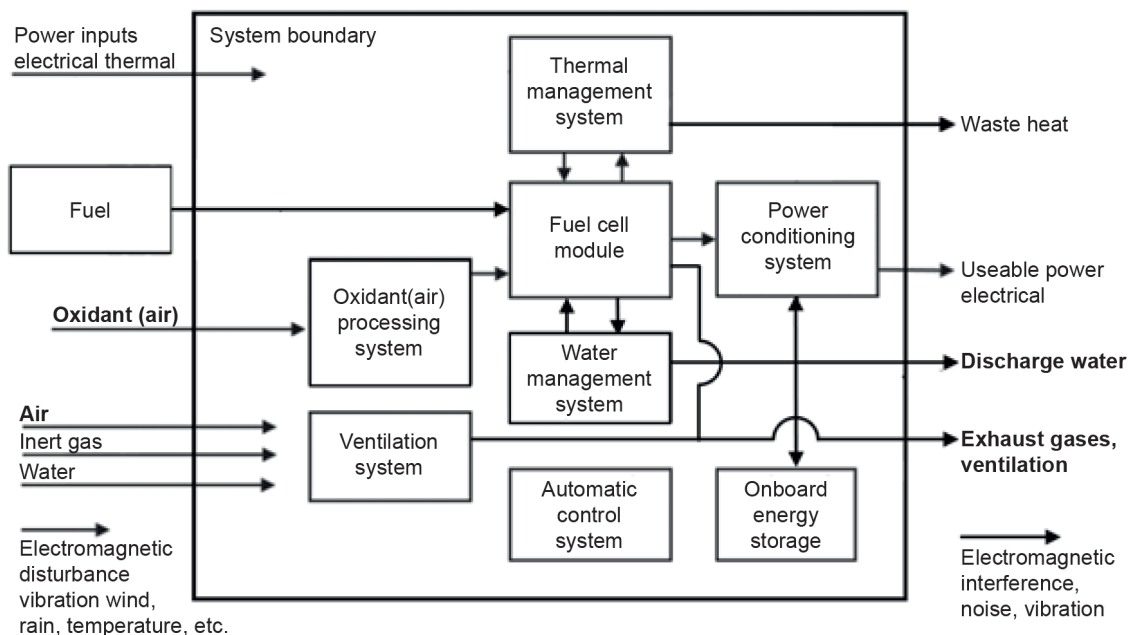 Power inputs
electrical thermal
System boundary
Thermal
management
system
Waste heat
Fuel
Fuel cell
module
Power
conditioning
system
Useable power
electrical
Oxidant(air)
processing
system
Oxidant (air)
Water
management
system
Discharge water
Air
Inert gas
Water
Ventilation
system
Exhaust gases,
ventilation
Automatic
control
system
Onboard
energy
storage
Electromagnetic
disturbance
vibration wind,
rain, temperature, etc.
Electromagnetic
interference,
noise, vibration